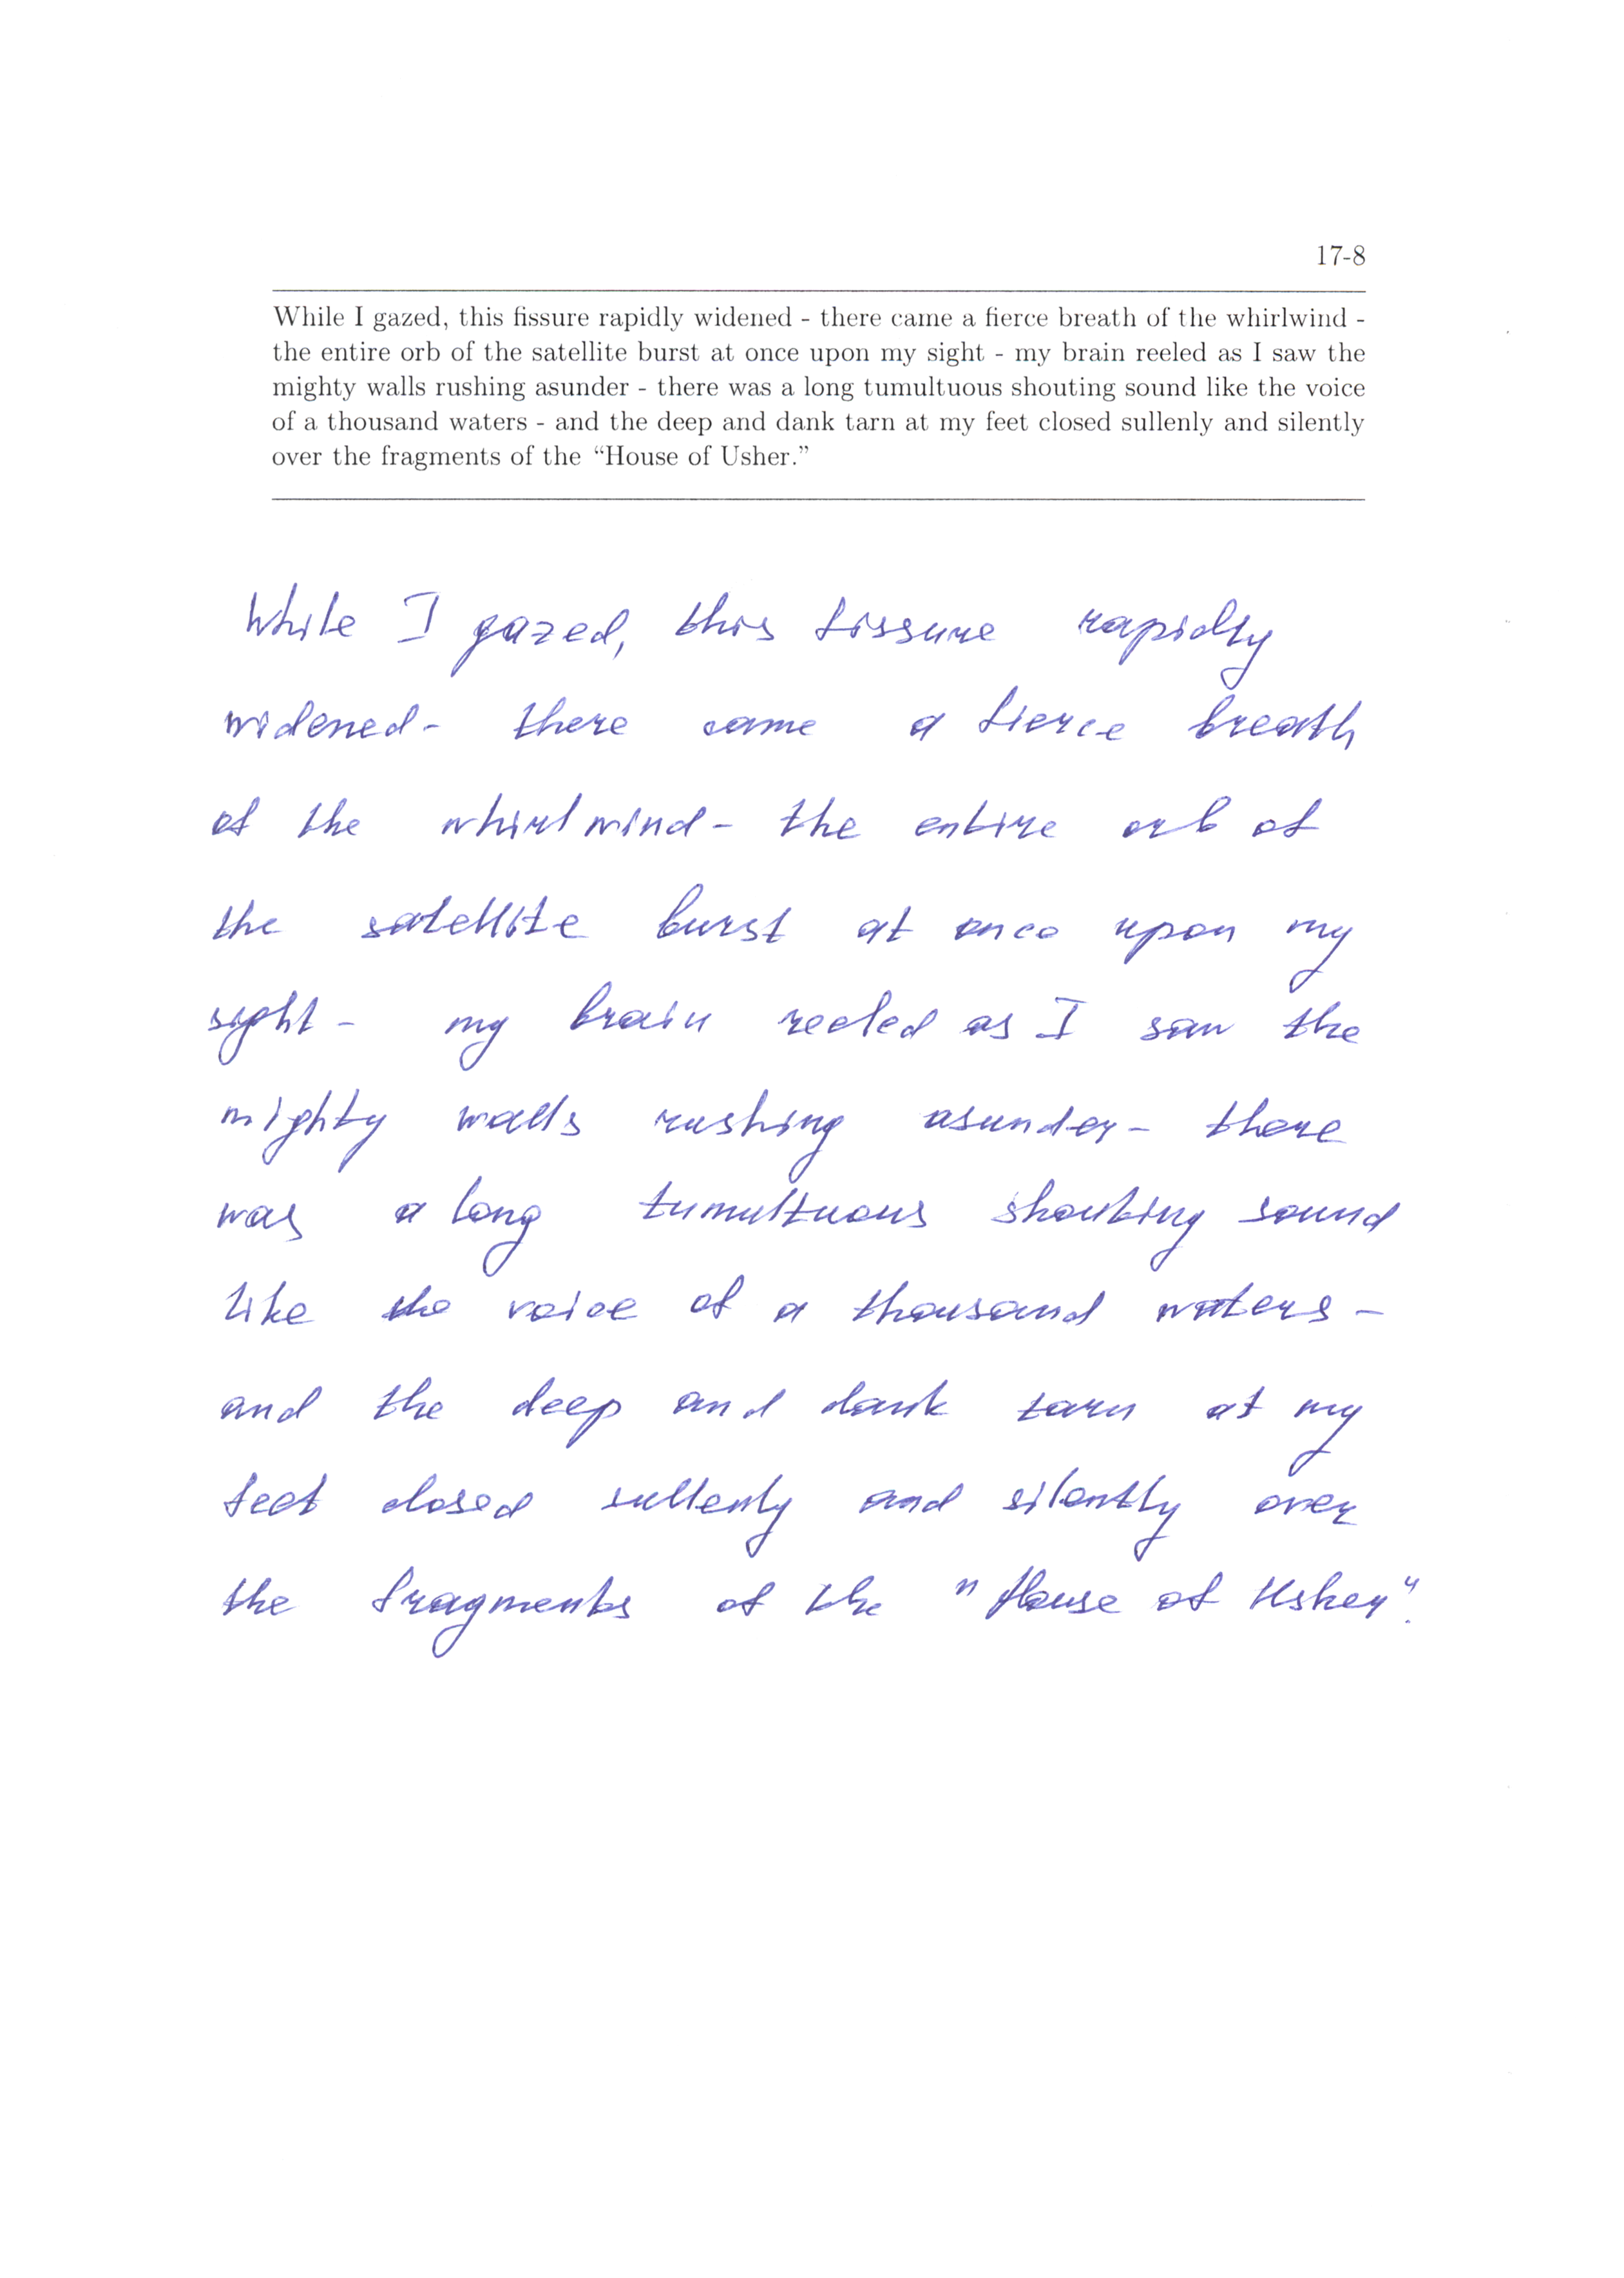 17-8
While I gazed, this fissure rapidly widened - there came a fierce breath of the whirlwind -
the entire orb of the satellite burst at once upon my sight - my brain reeled as I saw the
mighty walls rushing asunder - there was a long tumultuous shouting sound like the voice
of a thousand waters - and the deep and dank tarn at my feet closed sullenly and silently
over the fragments of the “House of Usher.”
While I gazed, this fissure rapidly
widened- there came a fierce breath
of the whirlwind- the entire orb of
the satellite burst at once upon my
sight - my brain reeled as I saw the
mighty walls rushing asunder- there
was a long tumultuous shouting sound
like the voice of a thousand waters -
and the deep and dank tarn at my
feet closed sullenly and silently over
the fragments of the "House of Usher".